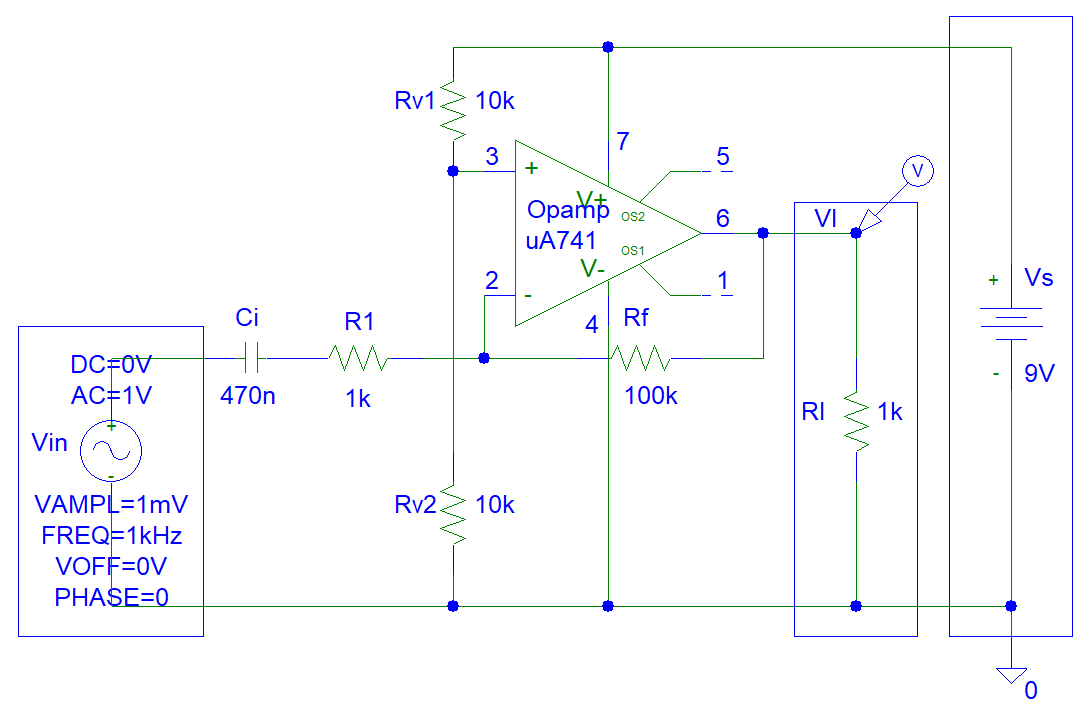 Rv1
10k
3
+
7
5
V
V+
Opamp
OS2
6
Vl
uA741
OS1
V-
2
-
1
+
Vs
4
Rf
Ci
R1
470n
1k
100k
-
9V
DC=0V
AC=1V
+
Vin
-
Rl
1k
VAMPL=1mV
Rv2
10k
FREQ=1kHz
VOFF=0V
PHASE=0
0